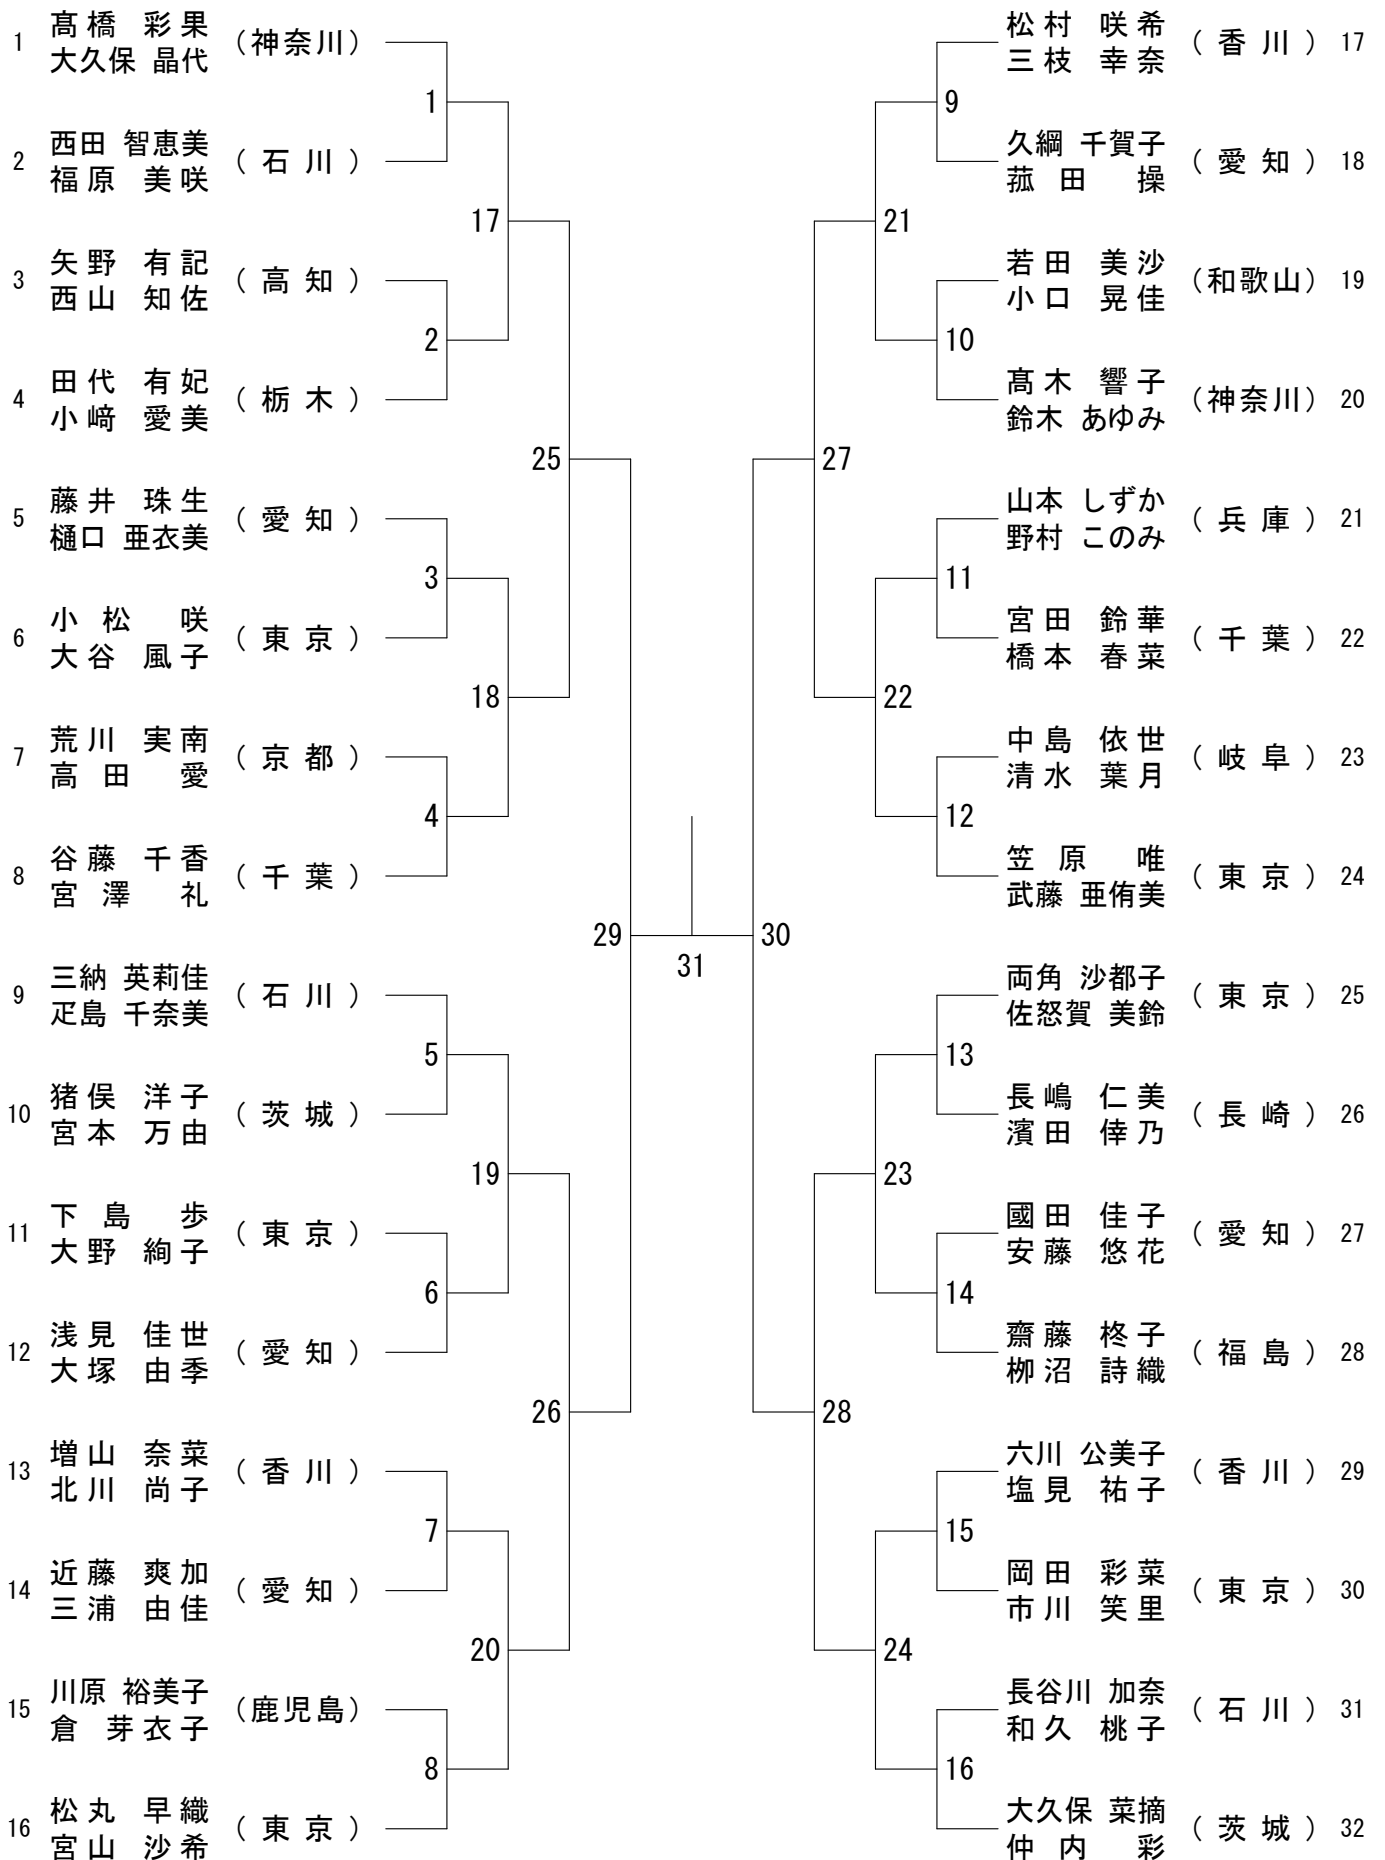 1 髙橋 彩果 (神奈川)
大久保 晶代
2 西田 智恵美 (石川)
福原 美咲
3 矢野 有記 (高知)
西山 知佐
4 田代 有妃 (栃木)
小﨑 愛美
5 藤井 珠生 (愛知)
樋口 亜衣美
6 小松 咲 (東京)
大谷 風子
7 荒川 実南 (京都)
高田 愛
8 谷藤 千香 (千葉)
宮澤 礼
9 三納 英莉佳 (石川)
疋島 千奈美
10 猪俣 洋子 (茨城)
宮本 万由
11 下島 歩 (東京)
大野 絢子
12 浅見 佳世 (愛知)
大塚 由季
13 増山 奈菜 (香川)
北川 尚子
14 近藤 爽加 (愛知)
三浦 由佳
15 川原 裕美子 (鹿児島)
倉 芽衣子
16 松丸 早織 (東京)
宮山 沙希
1
2
3
4
5
6
7
8
17
18
19
20
25
26
29
31
30
27
28
21
22
23
24
9
10
11
12
13
14
15
16
松村 咲希 (香川) 17
三枝 幸奈
久綱 千賀子 (愛知) 18
菰田 操
若田 美沙 (和歌山) 19
小口 晃佳
髙木 響子 (神奈川) 20
鈴木 あゆみ
山本 しずか (兵庫) 21
野村 このみ
宮田 鈴華 (千葉) 22
橋本 春菜
中島 依世 (岐阜) 23
清水 葉月
笠原 唯 (東京) 24
武藤 亜侑美
両角 沙都子 (東京) 25
佐怒賀 美鈴
長嶋 仁美 (長崎) 26
濱田 倖乃
國田 佳子 (愛知) 27
安藤 悠花
齋藤 柊子 (福島) 28
栁沼 詩織
六川 公美子 (香川) 29
塩見 祐子
岡田 彩菜 (東京) 30
市川 笑里
長谷川 加奈 (石川) 31
和久 桃子
大久保 菜摘 (茨城) 32
仲内 彩